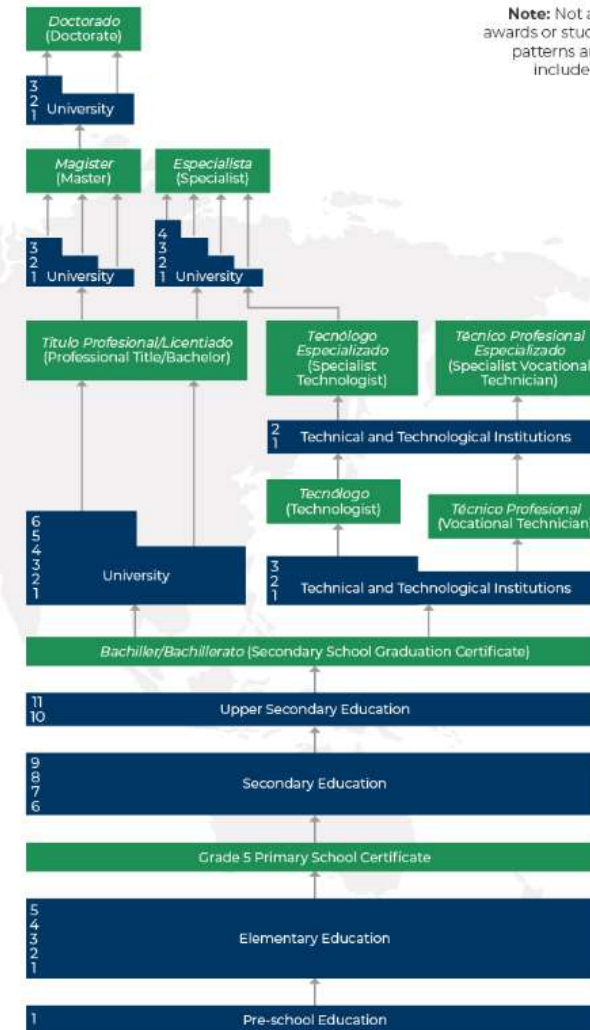 Doctorado
(Doctorate)
Note: Not
awards or
patterns
3
2
1 University
Magister
(Master)
Especialista
(Specialist)
3
2
1 University
4
3
2
1 University
Título Profesional/Licentiado
(Professional Title/Bachelor)
Tecnólogo
Especializado
(Specialist
Technologist)
Técnico Profesional
Especializado
(Specialist Vocational
Technician)
2
1
Technical and Technological Institutions
Tecnólogo
(Technologist)
Técnico Profesional
(Vocational Technician)
6
5
4
3
2
1
University
3
2
1
Technical and Technological Institutions
Bachiller/Bachillerato (Secondary School Graduation Certificate)
11
10
Upper Secondary Education
9
8
7
6
Secondary Education
Grade 5 Primary School Certificate
5
4
3
2
1
Elementary Education
1
Pre-school Education